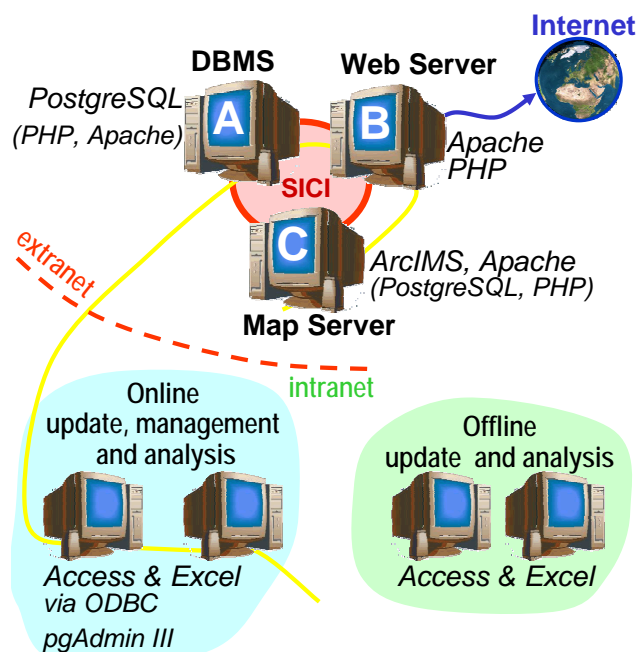 Internet
DBMS
Web Server
PostgreSQL
(PHP, Apache)
A
B
Apache
PHP
SICI
C
ArcIMS, Apache
(PostgreSQL, PHP)
Map Server
extranet
intranet
Online
update, management
and analysis
Access & Excel
via ODBC
pgAdmin III
Offline
update and analysis
Access & Excel